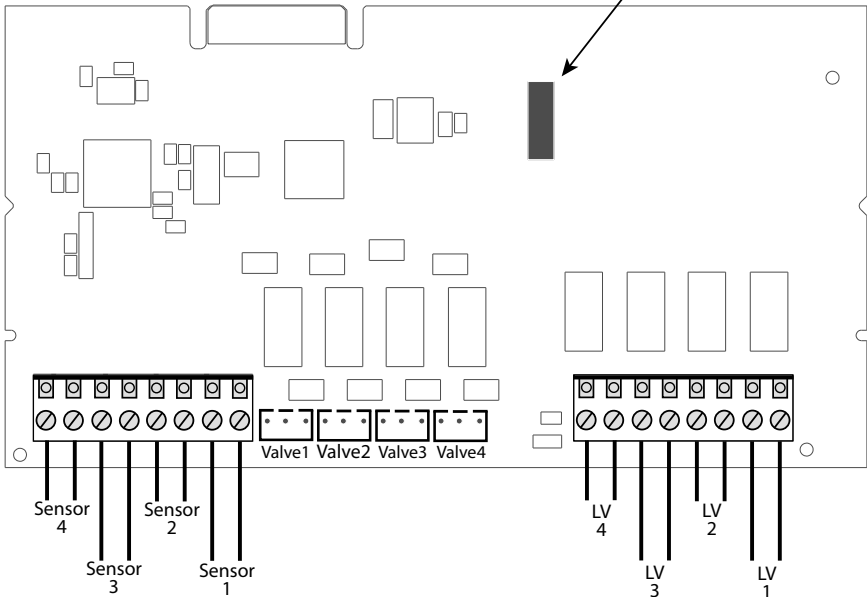 Valve1 Valve2 Valve3 Valve4
Sensor
4
Sensor
2
LV
4
LV
2
Sensor
3
Sensor
1
LV
3
LV
1